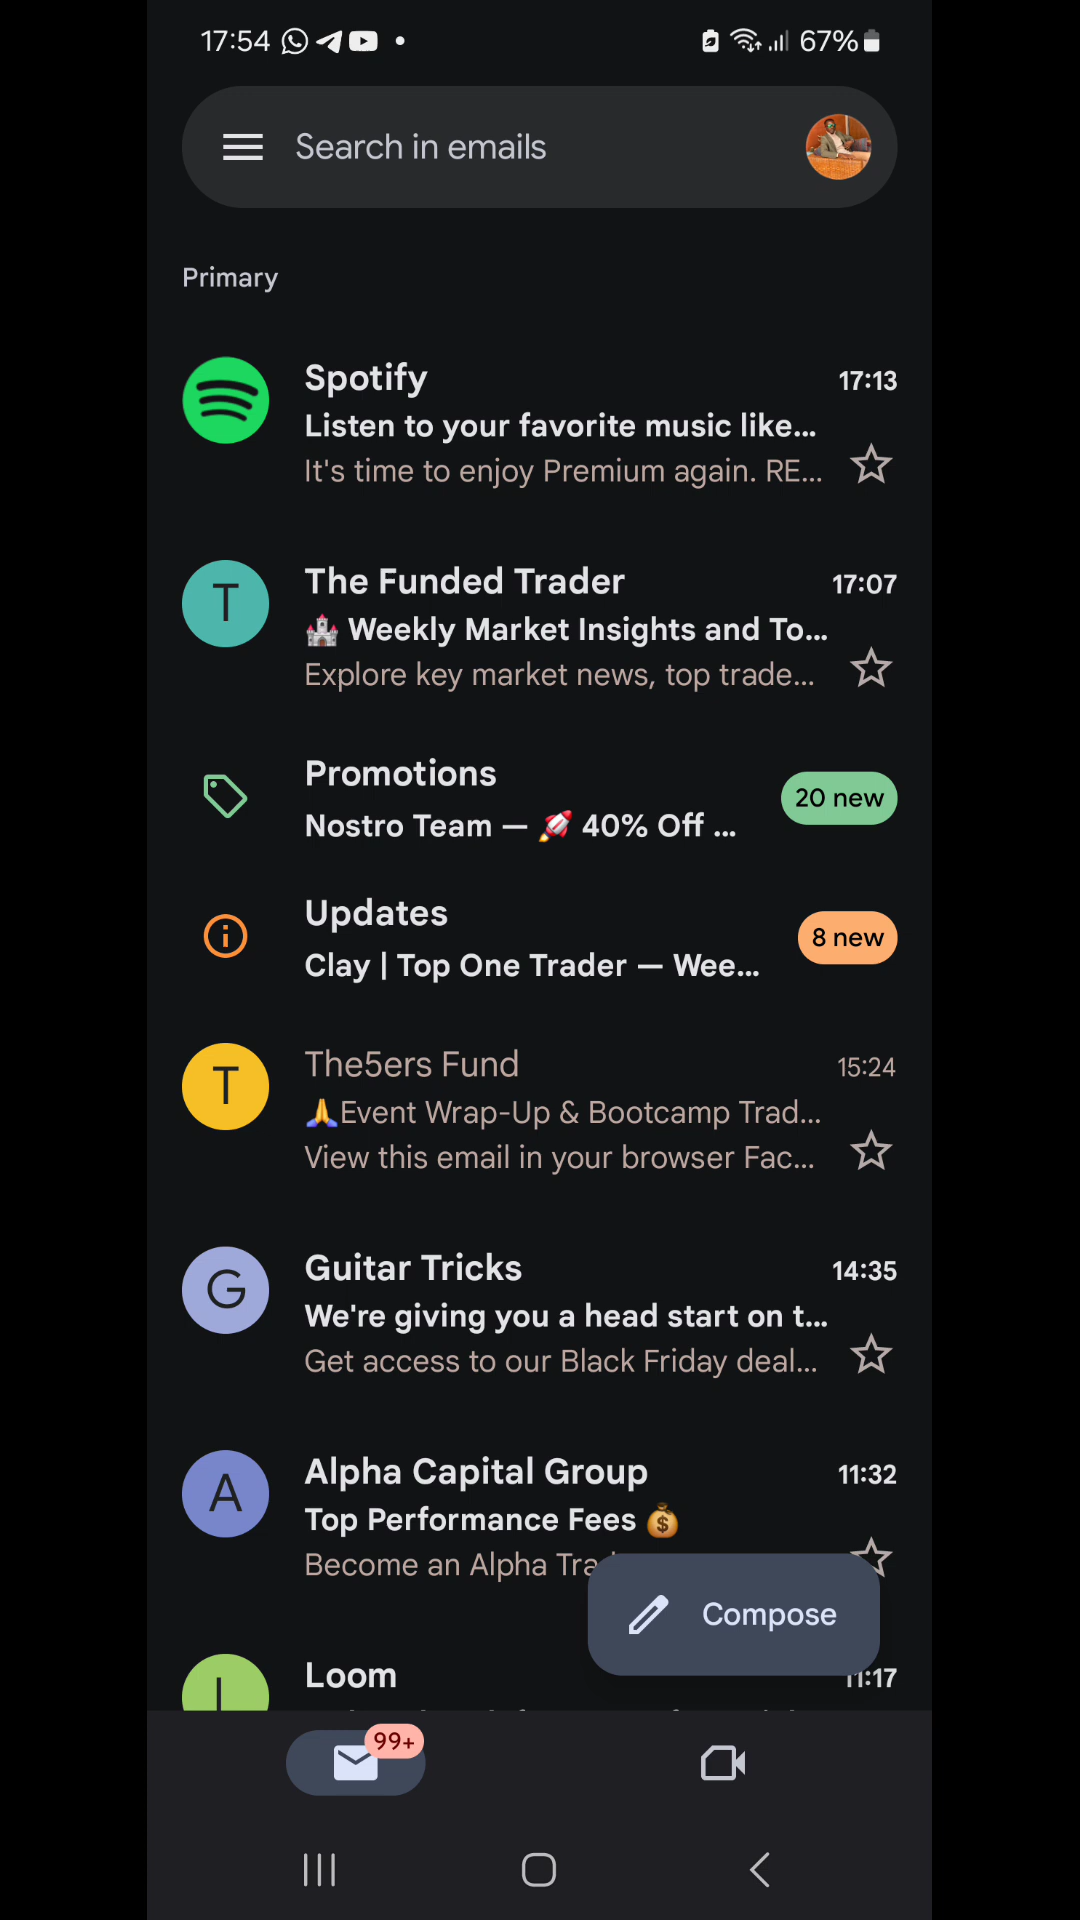 17:54 67%
Search in emails
Primary
Spotify 17:13
Listen to your favorite music like...
It's time to enjoy Premium again. RE...
T The Funded Trader 17:07
🏰 Weekly Market Insights and To...
Explore key market news, top trade...
Promotions
20 new
Nostro Team — 🚀 40% Off ...
Updates
8 new
Clay | Top One Trader — Wee...
T The5ers Fund 15:24
🙏Event Wrap-Up & Bootcamp Trad...
View this email in your browser Fac...
G Guitar Tricks 14:35
We're giving you a head start on t...
Get access to our Black Friday deal...
A Alpha Capital Group 11:32
Top Performance Fees 💰
Become an Alpha
Compose
L Loom 11:17
99+